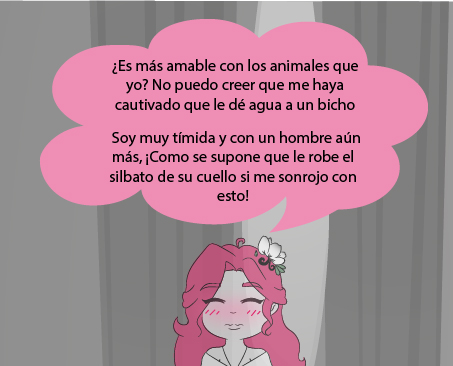 ¿Es más amable con los animales que
yo? No puedo creer que me haya
cautivado que le dé agua a un bicho
Soy muy tímida y con un hombre aún
más, ¡Como se supone que le robe el
silbato de su cuello si me sonrojo con
esto!